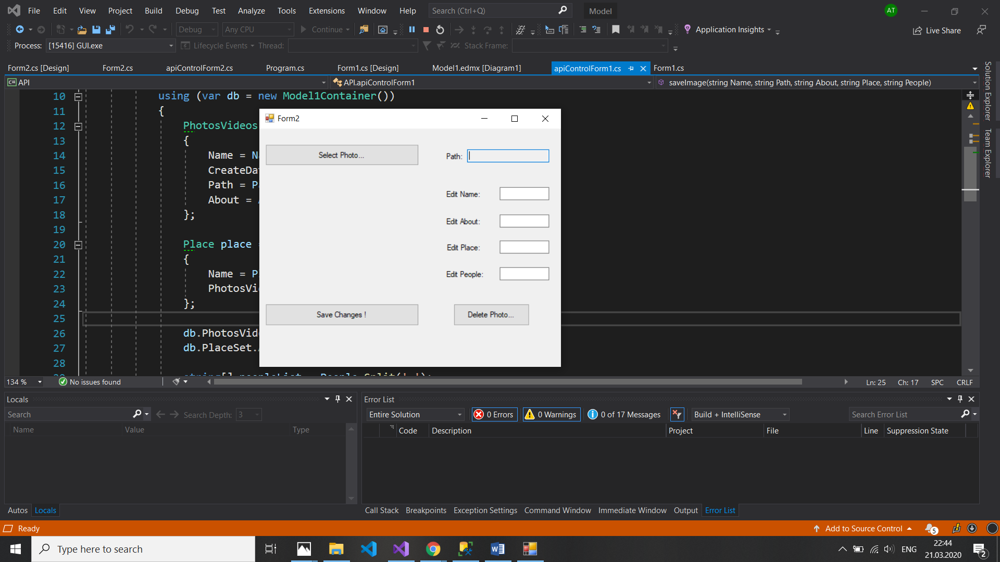 File Edit View Project Build Debug Test Analyze Tools Extensions Window Help Search (Ctrl+Q) Model AT
Debug Any CPU Continue Application Insights Live Share
Process: [15416] GUI.exe Lifecycle Events Thread: Stack Frame:
Form2.cs [Design] Form2.cs apiControlForm2.cs Program.cs Form1.cs [Design] Model1.edmx [Diagram1] apiControlForm1.cs Form1.cs
C# API API.apiControlForm1 saveImage(string Name, string Path, string About, string Place, string People)
Solution Explorer
Team Explorer
10 using (var db = new Model1Container())
11 {
12 PhotosVideos
13 {
14 Name = Na
15 CreateDat
16 Path = Pa
17 About = A
18 };
19
20 Place place =
21 {
22 Name = Pl
23 PhotosVid
24 };
25
26 db.PhotosVide
27 db.PlaceSet.A
28
Form2
Select Photo...
Path:
Edit Name:
Edit About:
Edit Place:
Edit People:
Save Changes !
Delete Photo...
134 % No issues found Ln: 25 Ch: 17 SPC CRLF
Locals
Search Search Depth: 3
Name Value Type
Autos Locals
Error List
Entire Solution 0 Errors 0 Warnings 0 of 17 Messages Build + IntelliSense Search Error List
Code Description Project File Line Suppression State
Call Stack Breakpoints Exception Settings Command Window Immediate Window Output Error List
Ready Add to Source Control 5
Type here to search ENG 22:44
21.03.2020 2